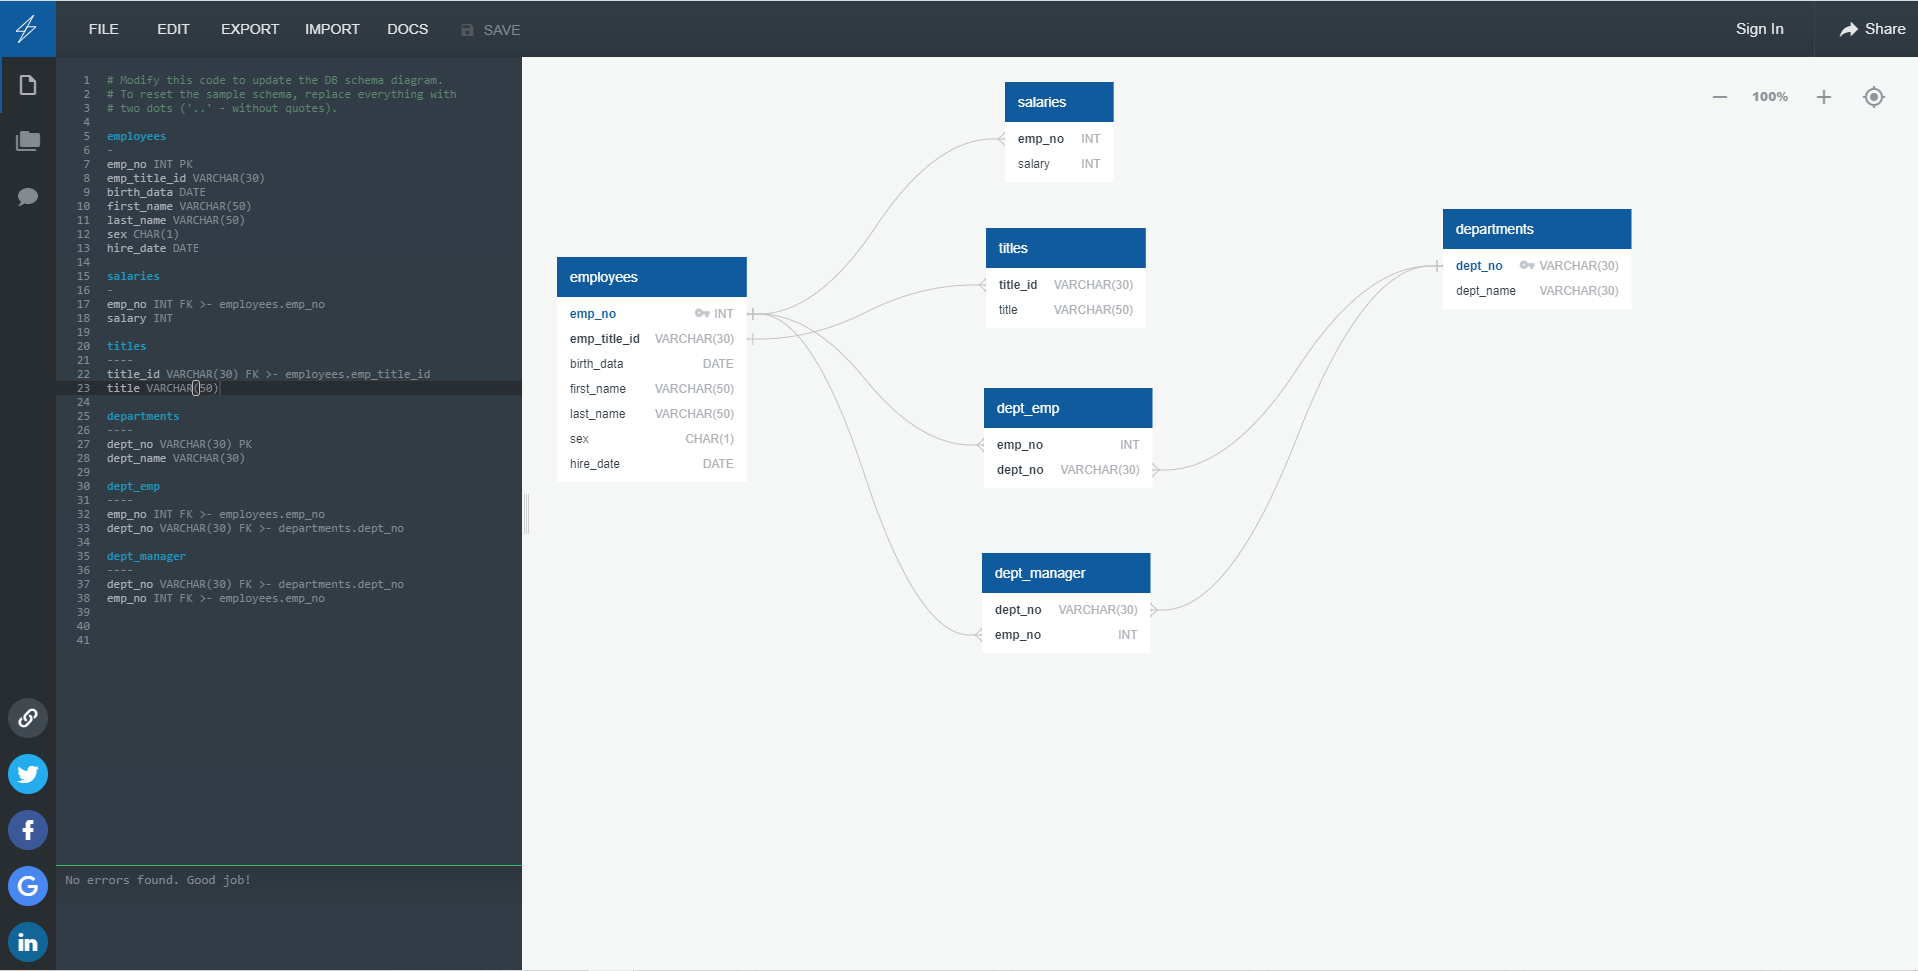 FILE EDIT EXPORT IMPORT DOCS SAVE Sign In Share
1 # Modify this code to update the DB schema diagram.
2 # To reset the sample schema, replace everything with
3 # two dots ('..' - without quotes).
4
5 employees
6 -
7 emp_no INT PK
8 emp_title_id VARCHAR(30)
9 birth_data DATE
10 first_name VARCHAR(50)
11 last_name VARCHAR(50)
12 sex CHAR(1)
13 hire_date DATE
14
15 salaries
16 -
17 emp_no INT FK >- employees.emp_no
18 salary INT
19
20 titles
21 ----
22 title_id VARCHAR(30) FK >- employees.emp_title_id
23 title VARCHAR(50)
24
25 departments
26 ----
27 dept_no VARCHAR(30) PK
28 dept_name VARCHAR(30)
29
30 dept_emp
31 ----
32 emp_no INT FK >- employees.emp_no
33 dept_no VARCHAR(30) FK >- departments.dept_no
34
35 dept_manager
36 ----
37 dept_no VARCHAR(30) FK >- departments.dept_no
38 emp_no INT FK >- employees.emp_no
39
40
41
No errors found. Good job!
employees
emp_no INT
emp_title_id VARCHAR(30)
birth_data DATE
first_name VARCHAR(50)
last_name VARCHAR(50)
sex CHAR(1)
hire_date DATE
salaries
emp_no INT
salary INT
titles
title_id VARCHAR(30)
title VARCHAR(50)
dept_emp
emp_no INT
dept_no VARCHAR(30)
dept_manager
dept_no VARCHAR(30)
emp_no INT
departments
dept_no VARCHAR(30)
dept_name VARCHAR(30)
100%